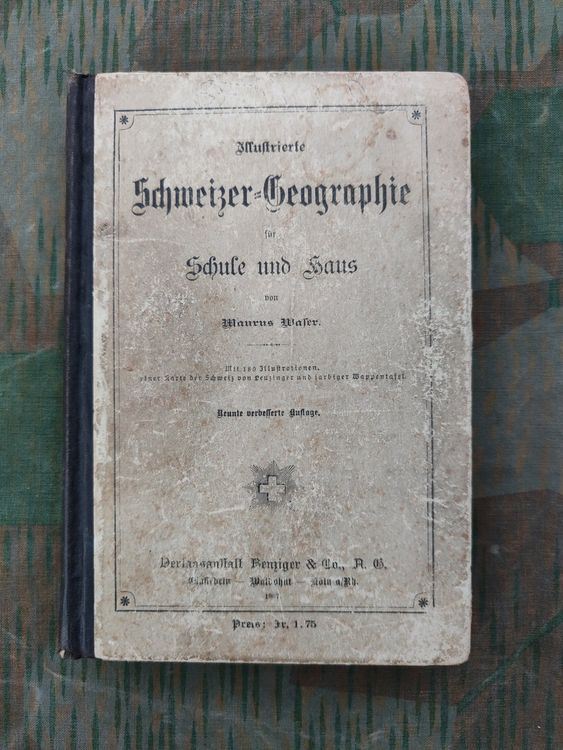 Illustrierte
Schweizer-Geographie
für
Schule und Haus
von
Maurus Waser.
Mit 180 Illustrationen,
einer Karte der Schweiz von Leuzinger und farbiger Wappentafel.
Neunte verbesserte Auflage.
Verlagsanstalt Benziger & Co., A. G.
Einsiedeln — Waldshut — Köln a/Rh.
Preis: Fr. 1. 75